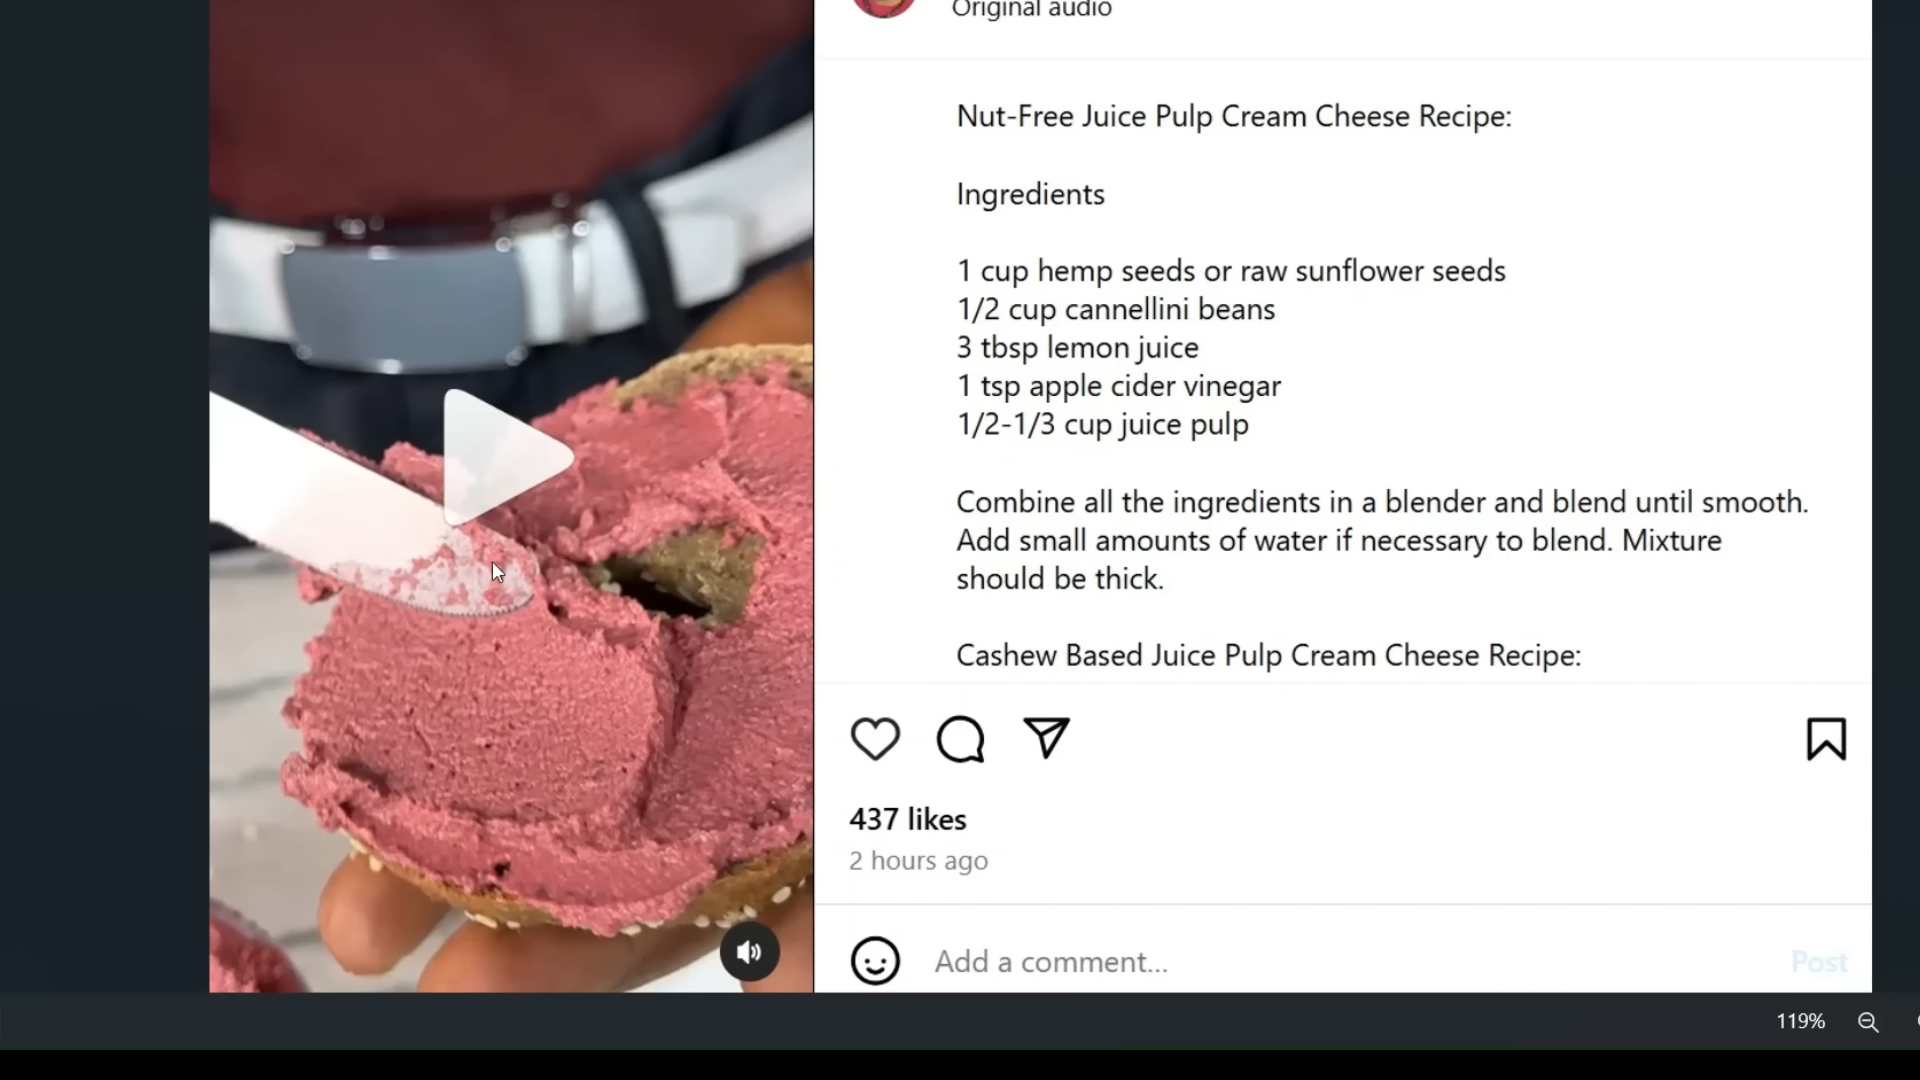 Original audio
Nut-Free Juice Pulp Cream Cheese Recipe:
Ingredients
1 cup hemp seeds or raw sunflower seeds
1/2 cup cannellini beans
3 tbsp lemon juice
1 tsp apple cider vinegar
1/2-1/3 cup juice pulp
Combine all the ingredients in a blender and blend until smooth.
Add small amounts of water if necessary to blend. Mixture
should be thick.
Cashew Based Juice Pulp Cream Cheese Recipe:
437 likes
2 hours ago
Add a comment...
Post
119%